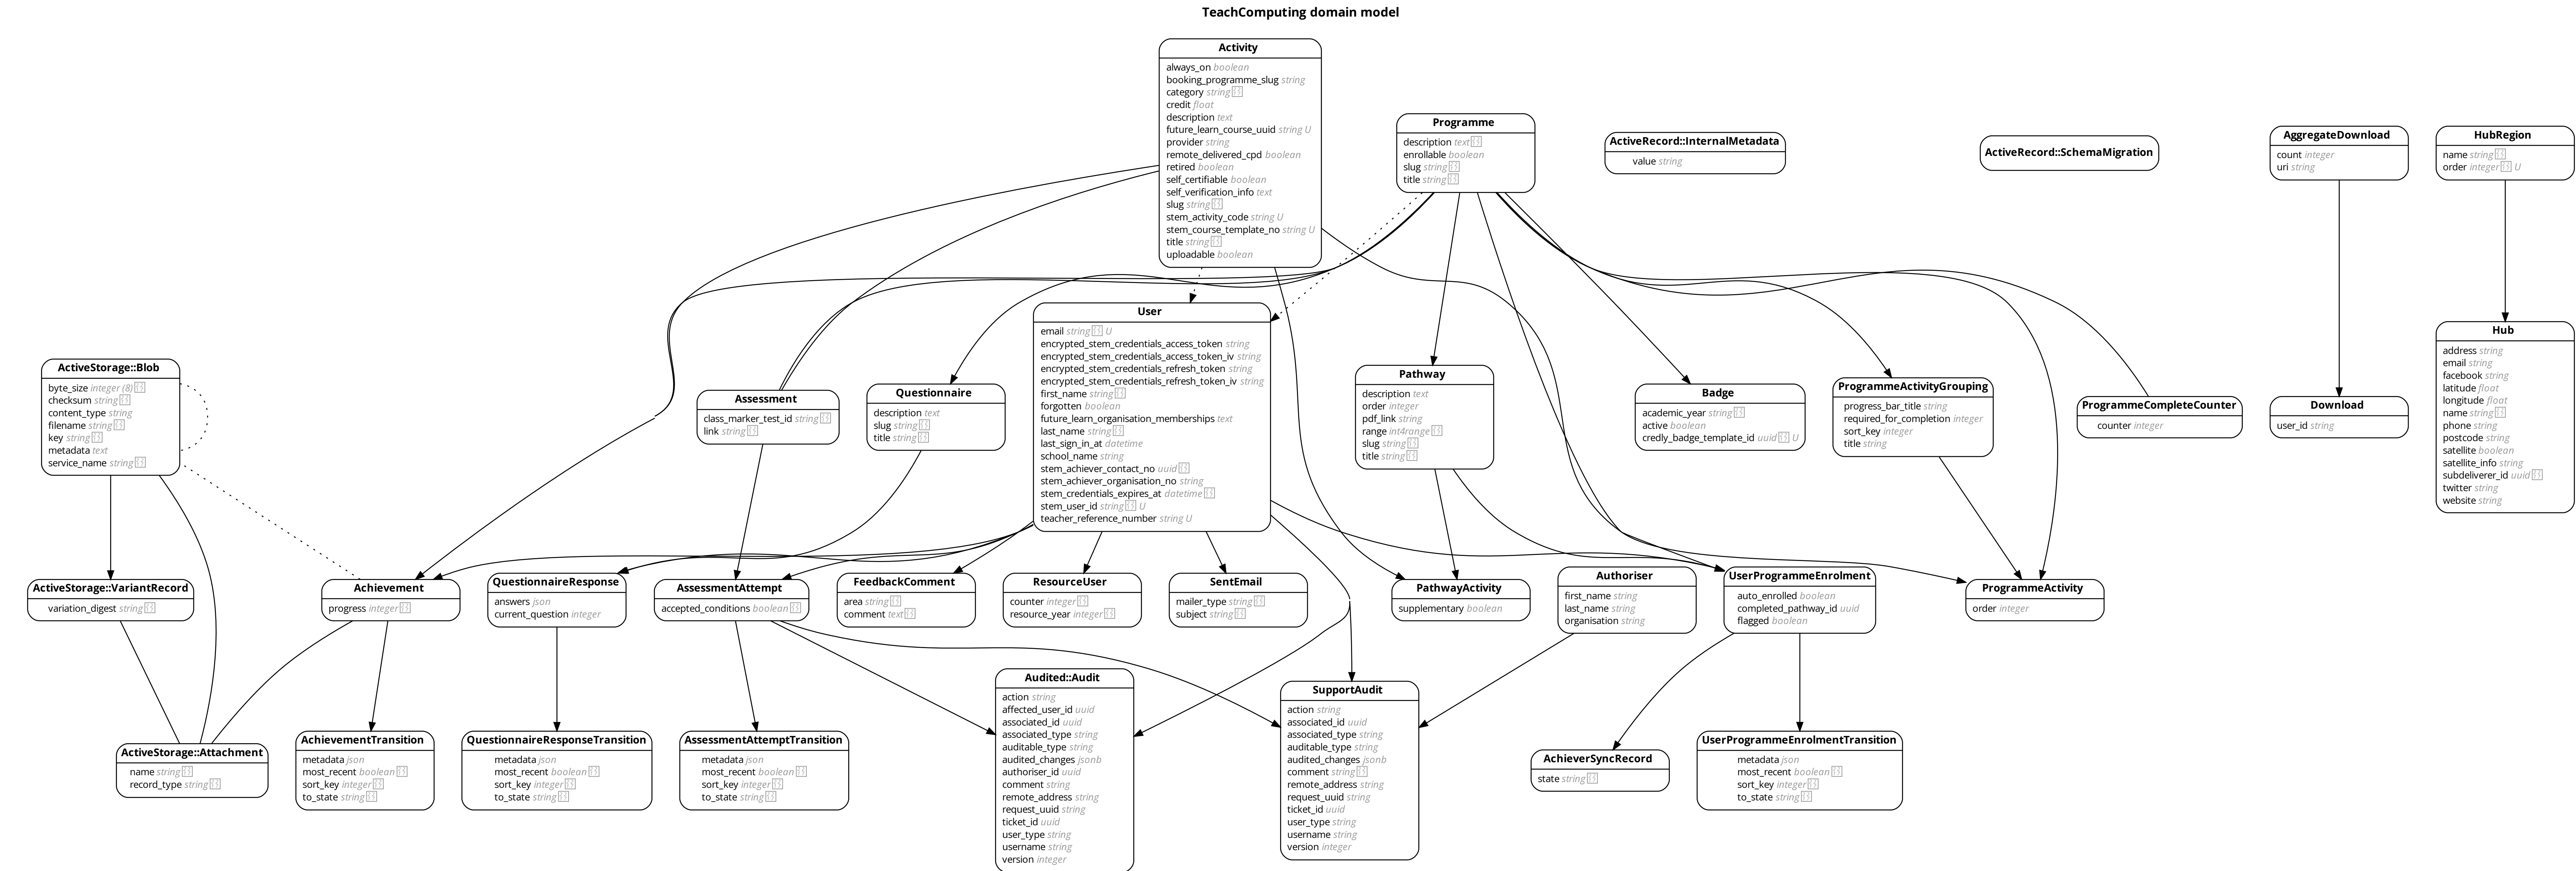 TeachComputing domain model
Activity
always_on boolean
booking_programme_slug string
category string
credit float
description text
future_learn_course_uuid string U
provider string
remote_delivered_cpd boolean
retired boolean
self_certifiable boolean
self_verification_info text
slug string
stem_activity_code string U
stem_course_template_no string U
title string
uploadable boolean
Programme
description text
enrollable boolean
slug string
title string
ActiveRecord::InternalMetadata
value string
ActiveRecord::SchemaMigration
AggregateDownload
count integer
uri string
HubRegion
name string
order integer U
User
email string U
encrypted_stem_credentials_access_token string
encrypted_stem_credentials_access_token_iv string
encrypted_stem_credentials_refresh_token string
encrypted_stem_credentials_refresh_token_iv string
first_name string
forgotten boolean
future_learn_organisation_memberships text
last_name string
last_sign_in_at datetime
school_name string
stem_achiever_contact_no uuid
stem_achiever_organisation_no string
stem_credentials_expires_at datetime
stem_user_id string U
teacher_reference_number string U
Hub
address string
email string
facebook string
latitude float
longitude float
name string
phone string
postcode string
satellite boolean
satellite_info string
subdeliverer_id uuid
twitter string
website string
ActiveStorage::Blob
byte_size integer (8)
checksum string
content_type string
filename string
key string
metadata text
service_name string
Assessment
class_marker_test_id string
link string
Questionnaire
description text
slug string
title string
Pathway
description text
order integer
pdf_link string
range int4range
slug string
title string
Badge
academic_year string
active boolean
credly_badge_template_id uuid U
ProgrammeActivityGrouping
progress_bar_title string
required_for_completion integer
sort_key integer
title string
ProgrammeCompleteCounter
counter integer
Download
user_id string
ActiveStorage::VariantRecord
variation_digest string
Achievement
progress integer
QuestionnaireResponse
answers json
current_question integer
AssessmentAttempt
accepted_conditions boolean
FeedbackComment
area string
comment text
ResourceUser
counter integer
resource_year integer
SentEmail
mailer_type string
subject string
PathwayActivity
supplementary boolean
Authoriser
first_name string
last_name string
organisation string
UserProgrammeEnrolment
auto_enrolled boolean
completed_pathway_id uuid
flagged boolean
ProgrammeActivity
order integer
ActiveStorage::Attachment
name string
record_type string
AchievementTransition
metadata json
most_recent boolean
sort_key integer
to_state string
QuestionnaireResponseTransition
metadata json
most_recent boolean
sort_key integer
to_state string
AssessmentAttemptTransition
metadata json
most_recent boolean
sort_key integer
to_state string
Audited::Audit
action string
affected_user_id uuid
associated_id uuid
associated_type string
auditable_type string
audited_changes jsonb
authoriser_id uuid
comment string
remote_address string
request_uuid string
ticket_id uuid
user_type string
username string
version integer
SupportAudit
action string
associated_id uuid
associated_type string
auditable_type string
audited_changes jsonb
comment string
remote_address string
request_uuid string
ticket_id uuid
user_type string
username string
version integer
AchieverSyncRecord
state string
UserProgrammeEnrolmentTransition
metadata json
most_recent boolean
sort_key integer
to_state string